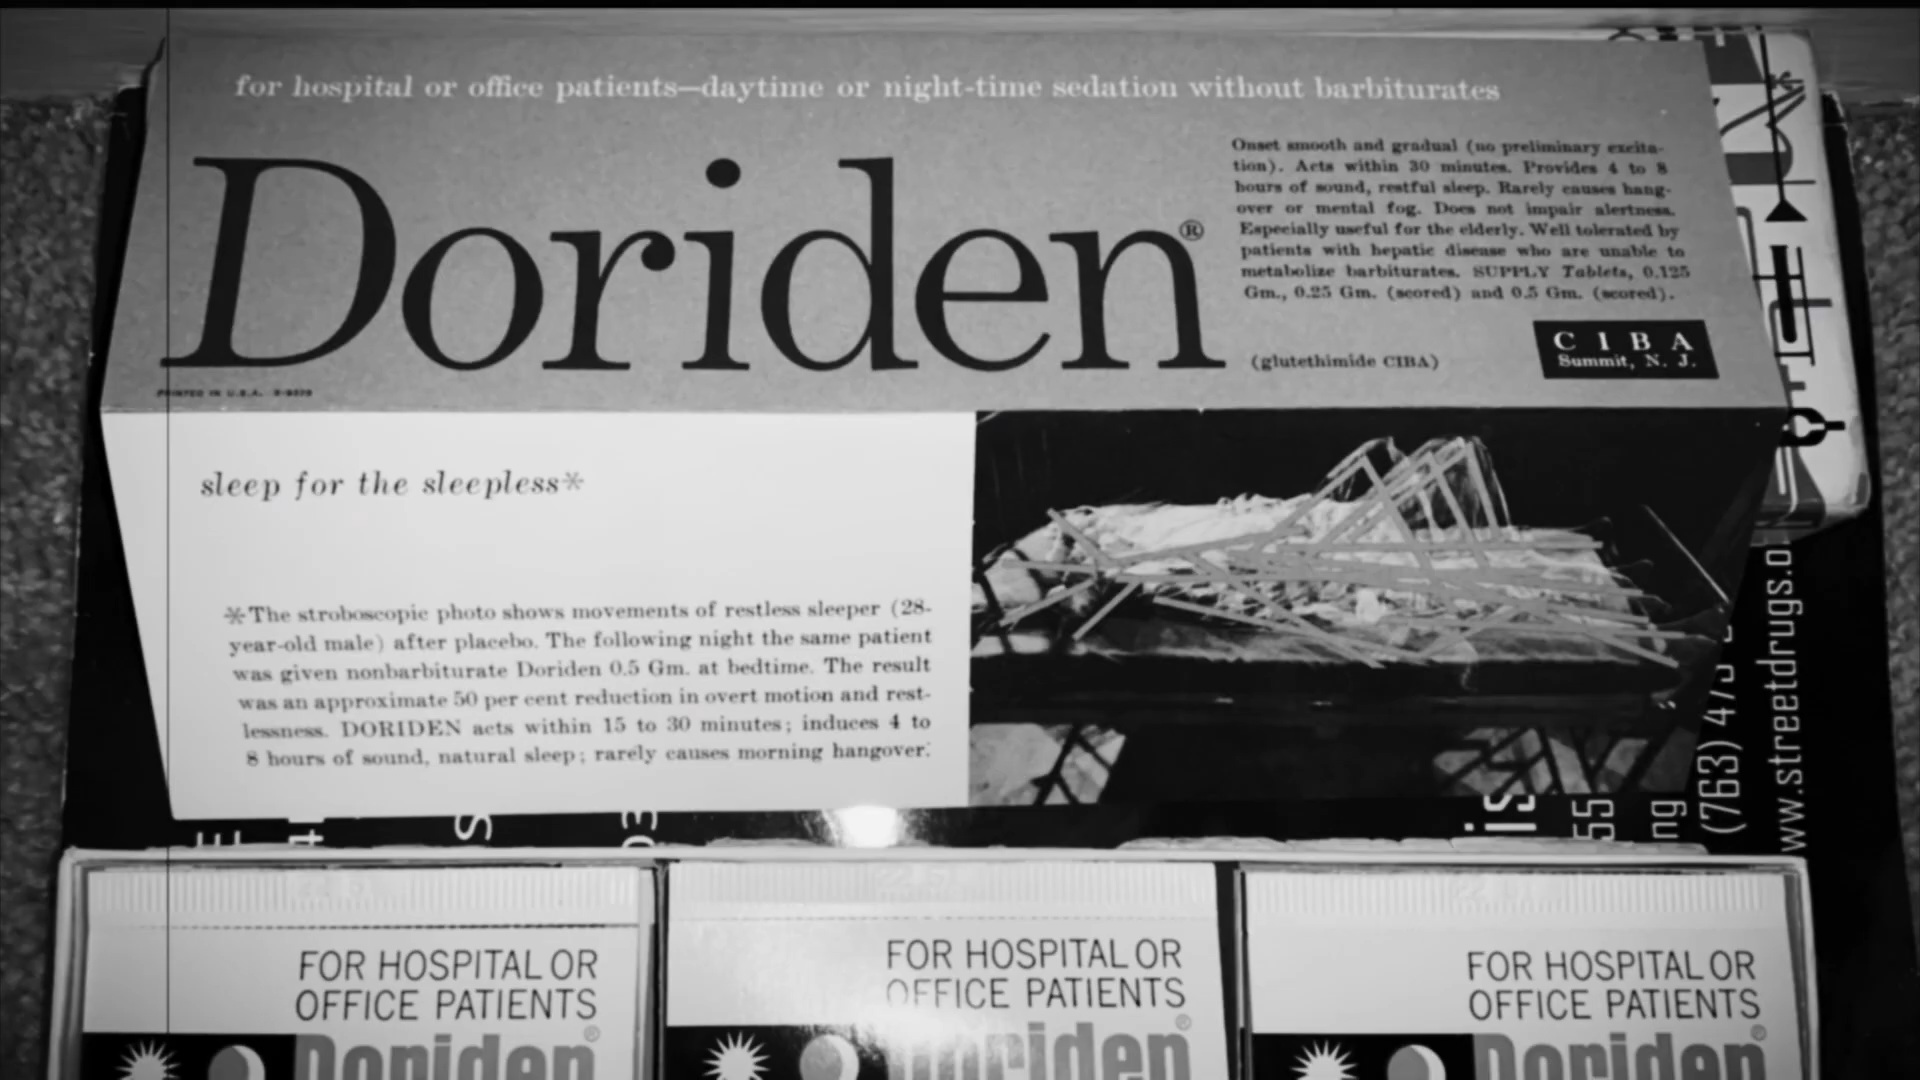 for hospital or office patients—daytime or night-time sedation without barbiturates
Doriden®
Onset smooth and gradual (no preliminary excita-
tion). Acts within 30 minutes. Provides 4 to 8
hours of sound, restful sleep. Rarely causes hang-
over or mental fog. Does not impair alertness.
Especially useful for the elderly. Well tolerated by
patients with hepatic disease who are unable to
metabolize barbiturates. SUPPLY Tablets, 0.125
Gm., 0.25 Gm. (scored) and 0.5 Gm. (scored).
(glutethimide CIBA)
CIBA
Summit, N. J.
PRINTED IN U.S.A.
sleep for the sleepless*
*The stroboscopic photo shows movements of restless sleeper (28-
year-old male) after placebo. The following night the same patient
was given nonbarbiturate Doriden 0.5 Gm. at bedtime. The result
was an approximate 50 per cent reduction in overt motion and rest-
lessness. DORIDEN acts within 15 to 30 minutes; induces 4 to
8 hours of sound, natural sleep; rarely causes morning hangover.
is
55
ng
(763)
www.streetdrugs.o
FOR HOSPITAL OR
OFFICE PATIENTS
Doriden®
FOR HOSPITAL OR
OFFICE PATIENTS
Doriden®
FOR HOSPITAL OR
OFFICE PATIENTS
Doriden®